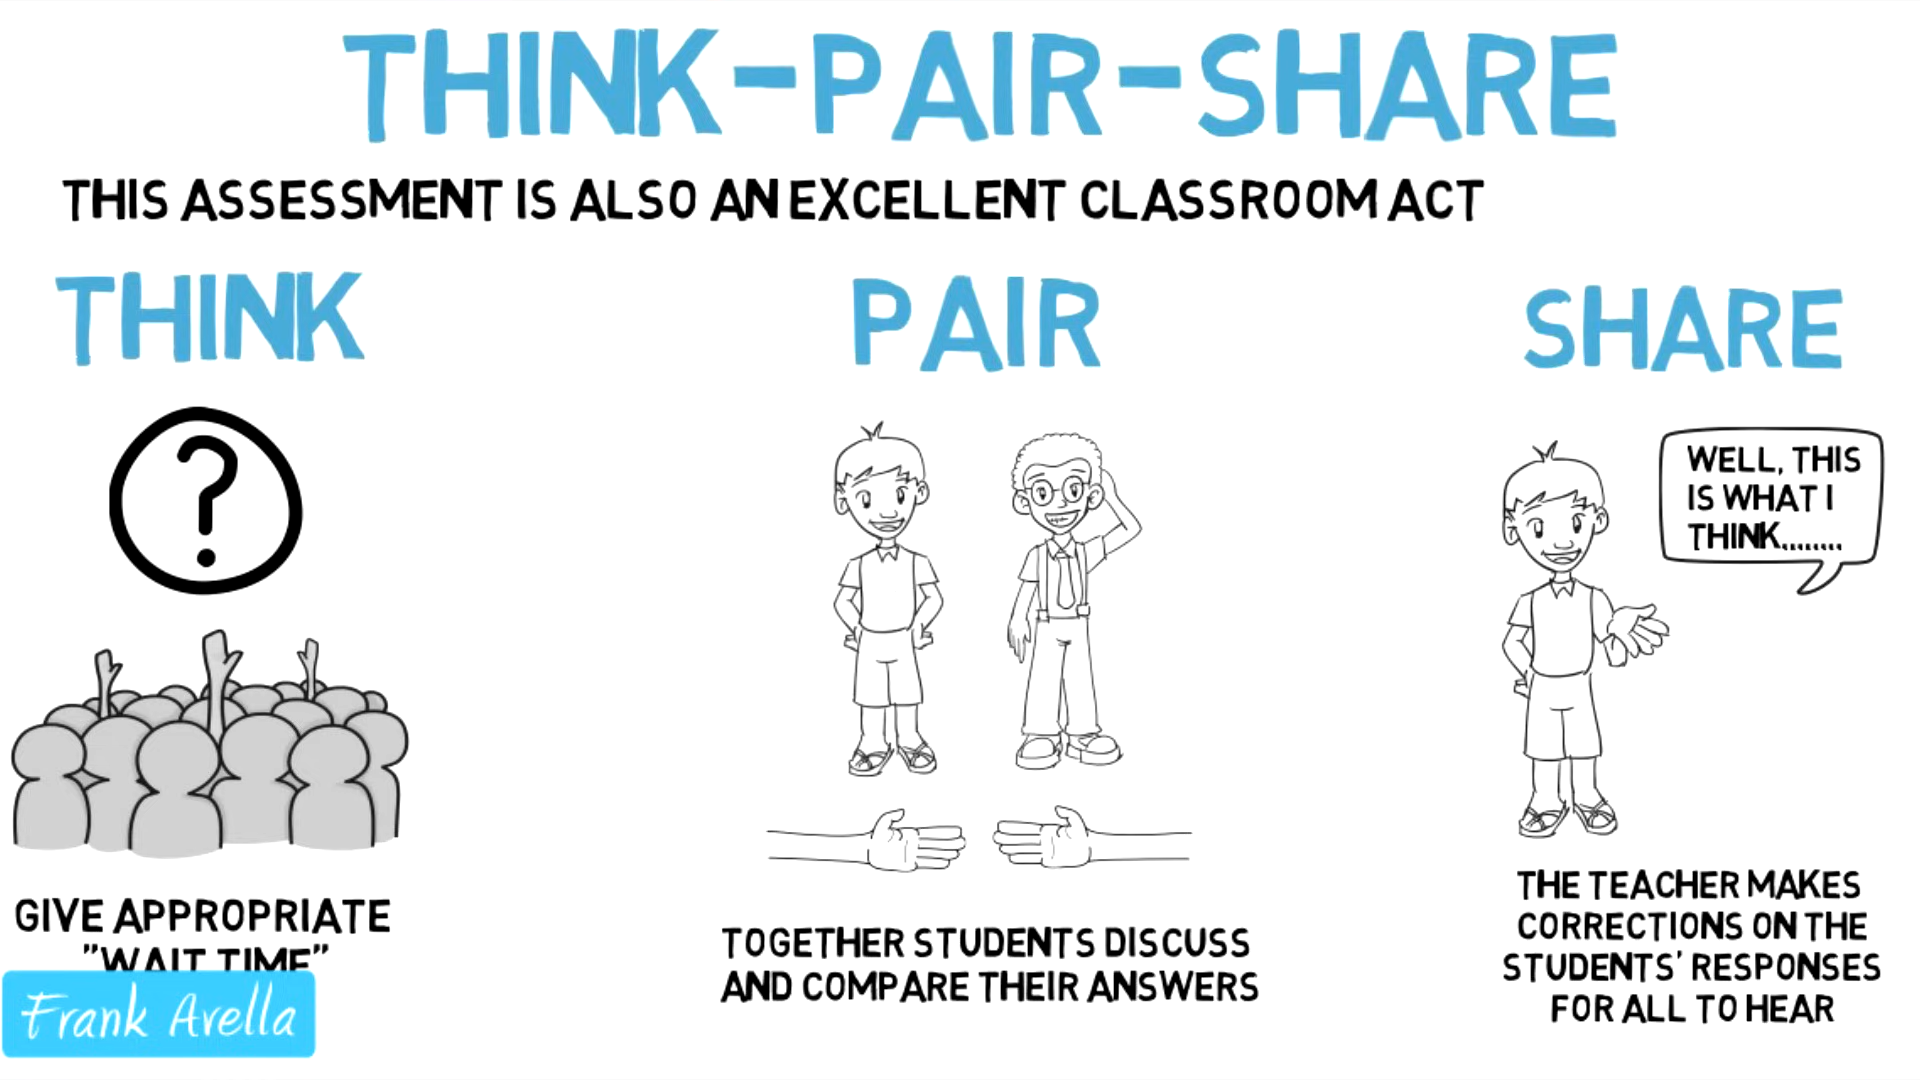 THINK-PAIR-SHARE
THIS ASSESSMENT IS ALSO AN EXCELLENT CLASSROOM ACT
THINK
GIVE APPROPRIATE
"WAIT TIME"
PAIR
TOGETHER STUDENTS DISCUSS
AND COMPARE THEIR ANSWERS
SHARE
WELL, THIS
IS WHAT I
THINK........
THE TEACHER MAKES
CORRECTIONS ON THE
STUDENTS' RESPONSES
FOR ALL TO HEAR
Frank Avella